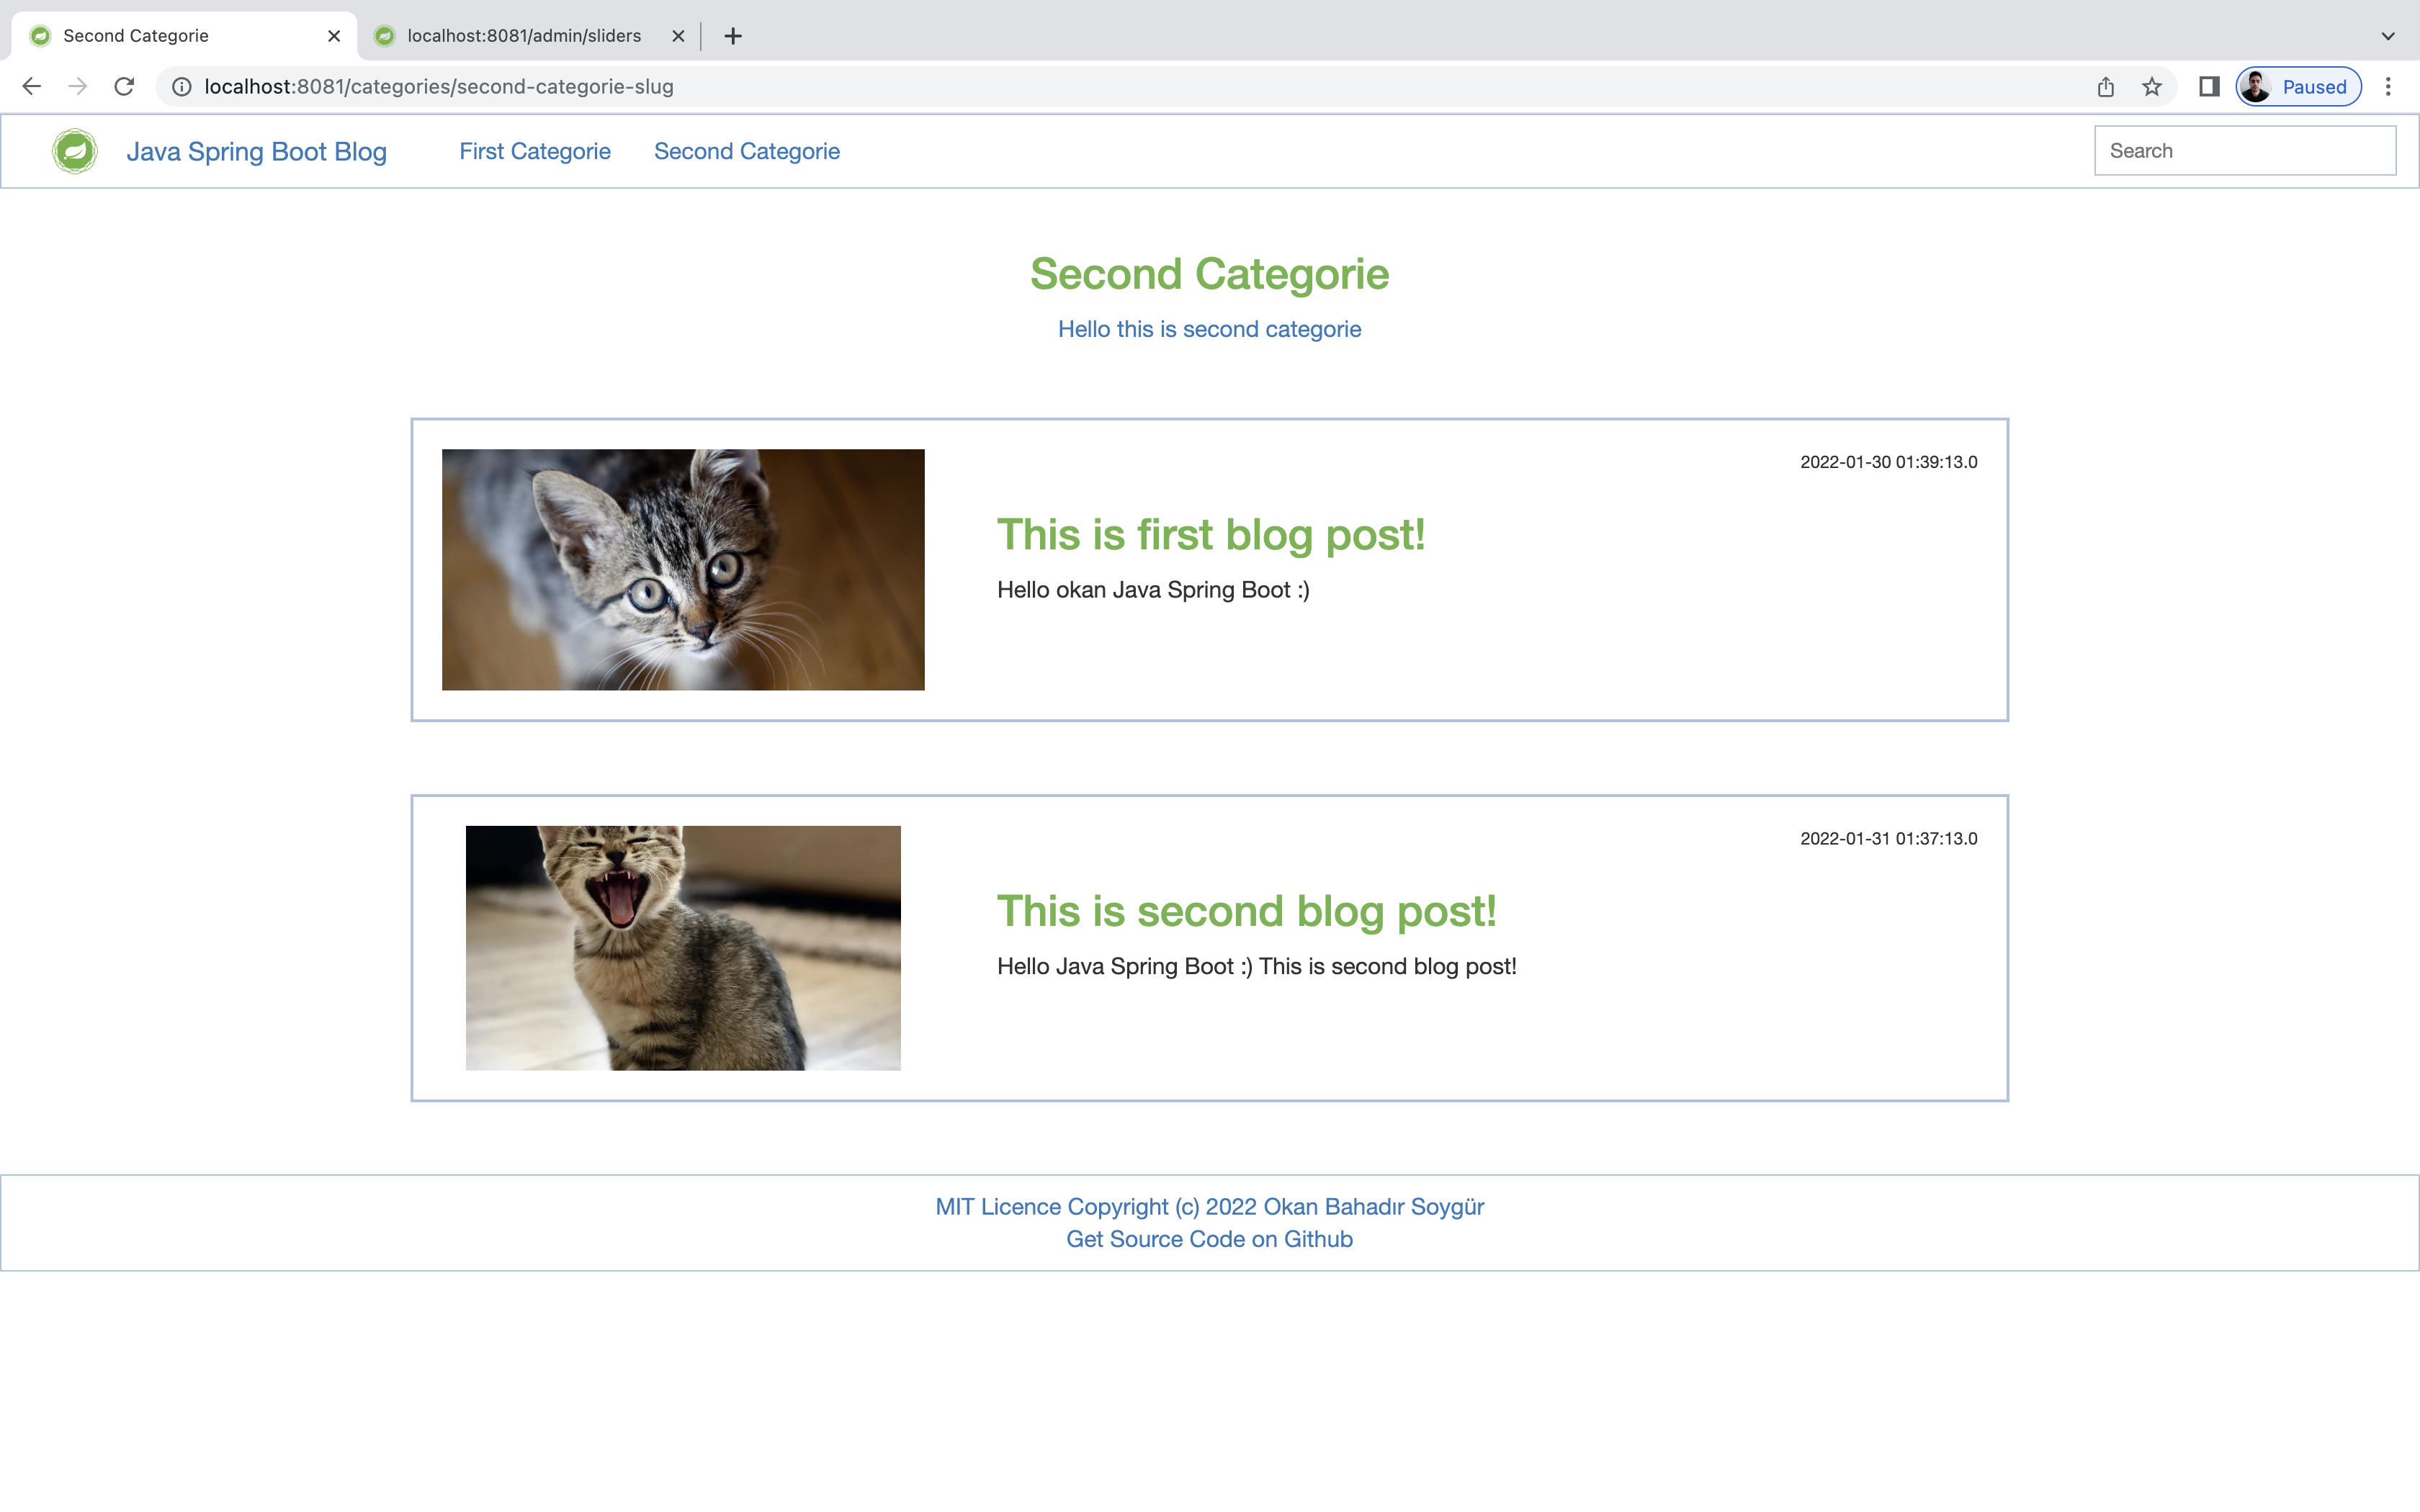 Second Categorie
localhost:8081/admin/sliders
localhost:8081/categories/second-categorie-slug
Paused
Java Spring Boot Blog
First Categorie
Second Categorie
Search
Second Categorie
Hello this is second categorie
2022-01-30 01:39:13.0
This is first blog post!
Hello okan Java Spring Boot :)
2022-01-31 01:37:13.0
This is second blog post!
Hello Java Spring Boot :) This is second blog post!
MIT Licence Copyright (c) 2022 Okan Bahadır Soygür
Get Source Code on Github